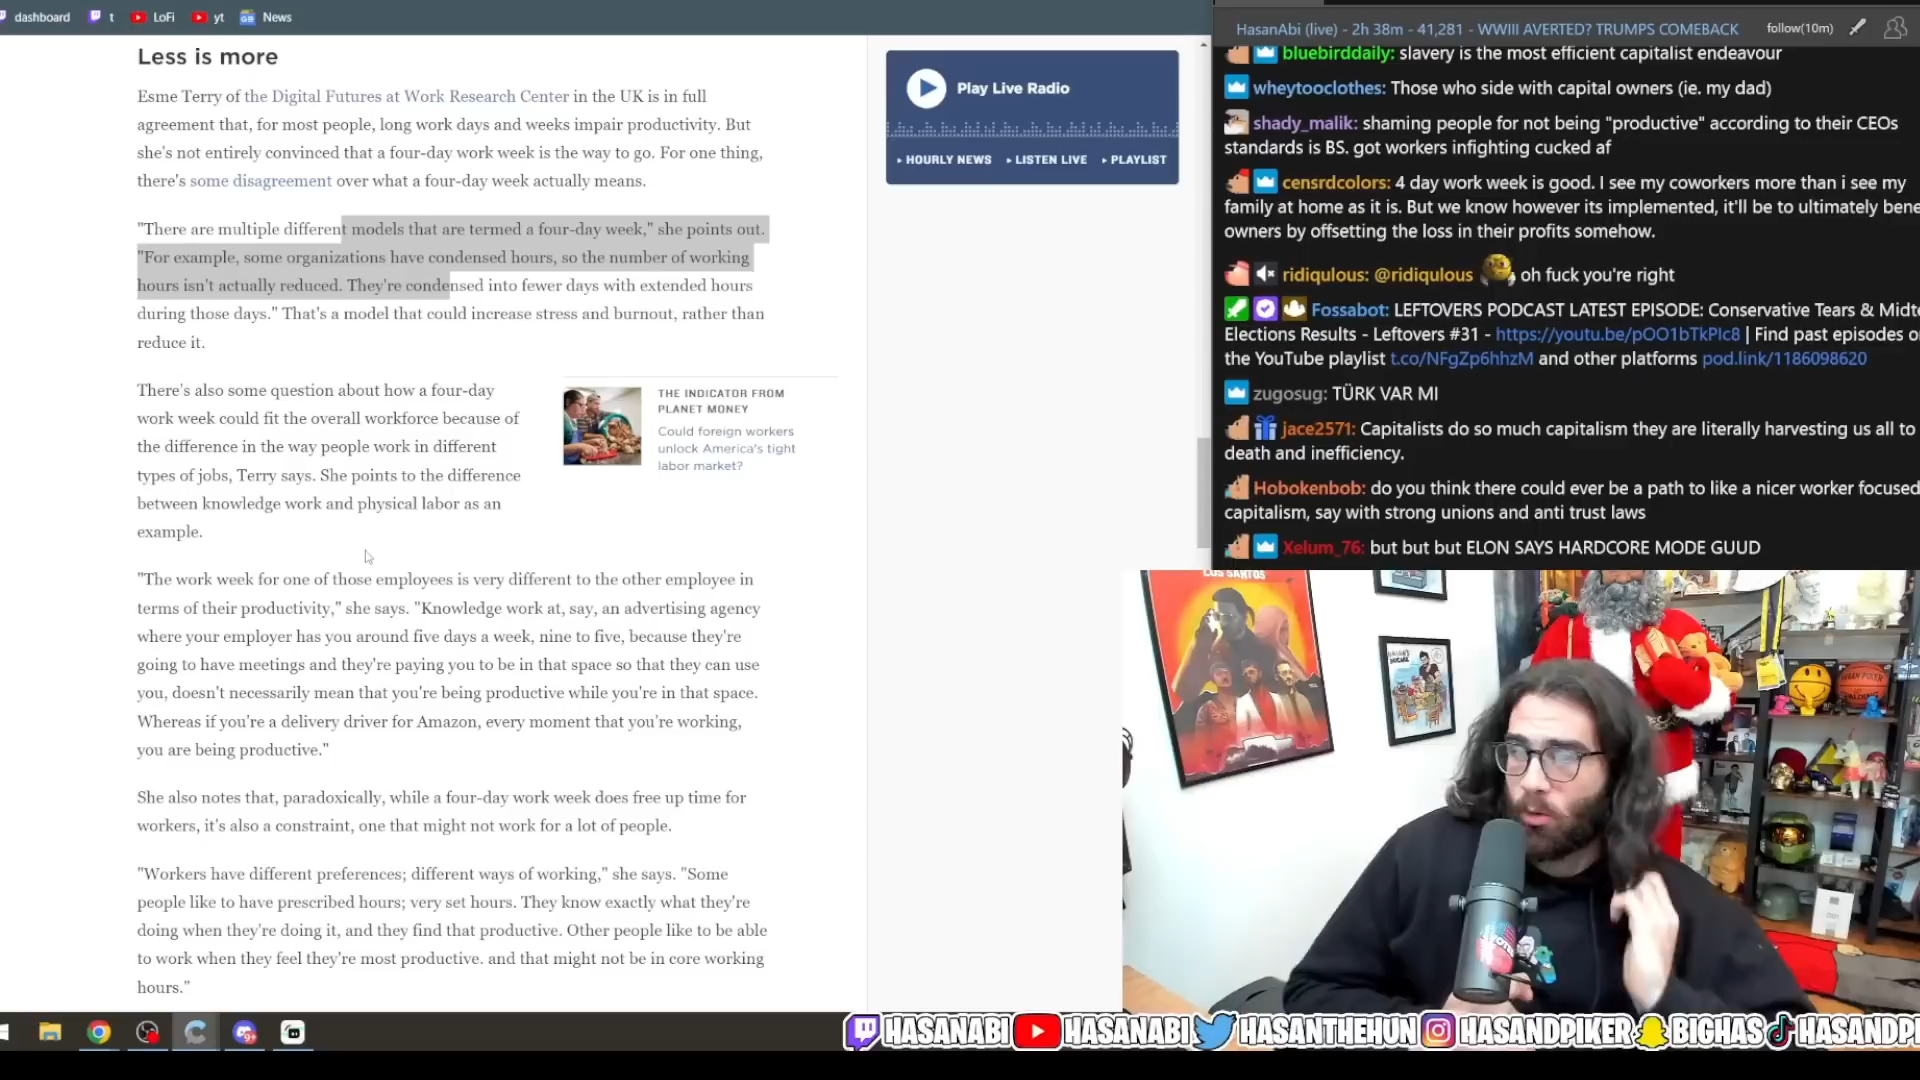 dashboard t LoFi yt News
Less is more
Esme Terry of the Digital Futures at Work Research Center in the UK is in full
agreement that, for most people, long work days and weeks impair productivity. But
she's not entirely convinced that a four-day work week is the way to go. For one thing,
there's some disagreement over what a four-day week actually means.
"There are multiple different models that are termed a four-day week," she points out.
"For example, some organizations have condensed hours, so the number of working
hours isn't actually reduced. They're condensed into fewer days with extended hours
during those days." That's a model that could increase stress and burnout, rather than
reduce it.
There's also some question about how a four-day
work week could fit the overall workforce because of
the difference in the way people work in different
types of jobs, Terry says. She points to the difference
between knowledge work and physical labor as an
example.
THE INDICATOR FROM
PLANET MONEY
Could foreign workers
unlock America's tight
labor market?
"The work week for one of those employees is very different to the other employee in
terms of their productivity," she says. "Knowledge work at, say, an advertising agency
where your employer has you around five days a week, nine to five, because they're
going to have meetings and they're paying you to be in that space so that they can use
you, doesn't necessarily mean that you're being productive while you're in that space.
Whereas if you're a delivery driver for Amazon, every moment that you're working,
you are being productive."
She also notes that, paradoxically, while a four-day work week does free up time for
workers, it's also a constraint, one that might not work for a lot of people.
"Workers have different preferences; different ways of working," she says. "Some
people like to have prescribed hours; very set hours. They know exactly what they're
doing when they're doing it, and they find that productive. Other people like to be able
to work when they feel they're most productive. and that might not be in core working
hours."
Play Live Radio
HOURLY NEWS LISTEN LIVE PLAYLIST
HasanAbi (live) - 2h 38m - 41,281 - WWIII AVERTED? TRUMPS COMEBACK follow(10m)
bluebirddaily: slavery is the most efficient capitalist endeavour
wheytooclothes: Those who side with capital owners (ie. my dad)
shady_malik: shaming people for not being "productive" according to their CEOs
standards is BS. got workers infighting cucked af
censrdcolors: 4 day work week is good. I see my coworkers more than i see my
family at home as it is. But we know however its implemented, it'll be to ultimately bene
owners by offsetting the loss in their profits somehow.
ridiqulous: @ridiqulous oh fuck you're right
Fossabot: LEFTOVERS PODCAST LATEST EPISODE: Conservative Tears & Midte
Elections Results - Leftovers #31 - https://youtu.be/pOO1bTkPIc8 | Find past episodes o
the YouTube playlist t.co/NFgZp6hhzM and other platforms pod.link/1186098620
zugosug: TÜRK VAR MI
jace2571: Capitalists do so much capitalism they are literally harvesting us all to
death and inefficiency.
Hobokenbob: do you think there could ever be a path to like a nicer worker focused
capitalism, say with strong unions and anti trust laws
Xelum_76: but but but ELON SAYS HARDCORE MODE GUUD
LOS SANTOS
HASANABI HASANABI HASANTHEHUN HASANDPIKER BIGHAS HASANDPI